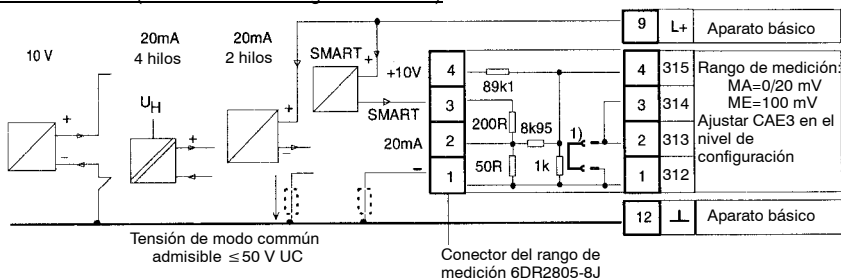 9 L+ Aparato básico
10 V
20mA
4 hilos
20mA
2 hilos
SMART +
+10V
SMART
20mA
UH
+
−
+
−
+
−
−
4
3
2
1
89k1
200R
8k95
50R
1k
1)
4 315
3 314
2 313
1 312
Rango de medición:
MA=0/20 mV
ME=100 mV
Ajustar CAE3 en el
nivel de
configuración
12 ⊥ Aparato básico
Tensión de modo commún
admisible ≤50 V UC
Conector del rango de
medición 6DR2805-8J